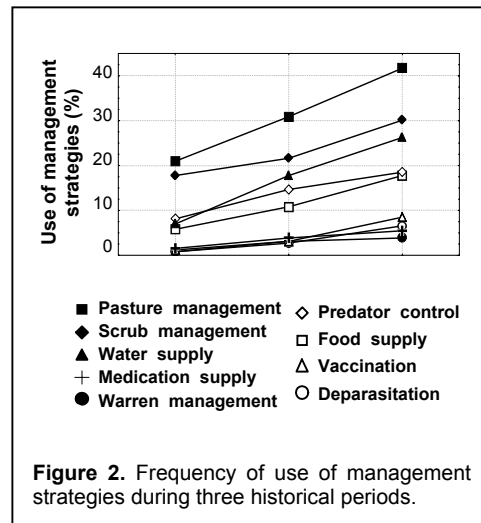 Use of management
strategies (%)
40
30
20
10
0
Pasture management
Scrub management
Water supply
Medication supply
Warren management
Predator control
Food supply
Vaccination
Deparasitation
Figure 2. Frequency of use of management
strategies during three historical periods.